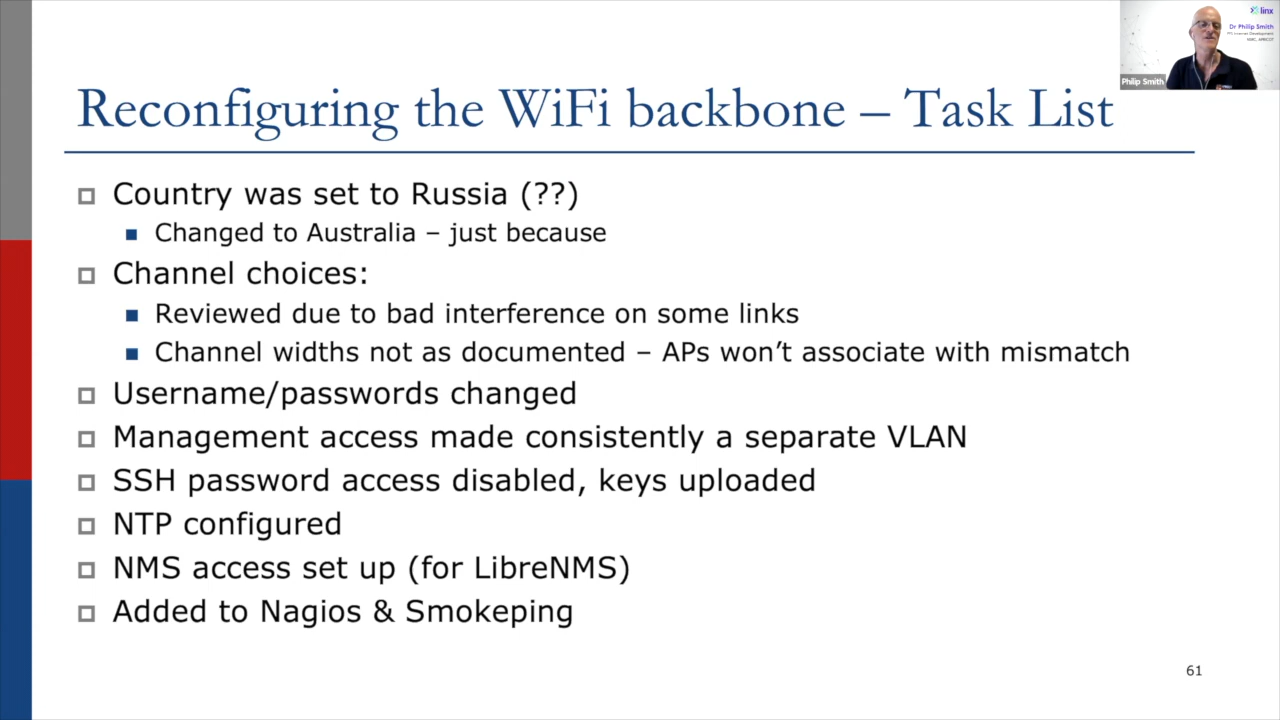 linx
Dr Philip Smith
Philip Smith
Reconfiguring the WiFi backbone – Task List
Country was set to Russia (??)
Changed to Australia – just because
Channel choices:
Reviewed due to bad interference on some links
Channel widths not as documented – APs won’t associate with mismatch
Username/passwords changed
Management access made consistently a separate VLAN
SSH password access disabled, keys uploaded
NTP configured
NMS access set up (for LibreNMS)
Added to Nagios & Smokeping
61